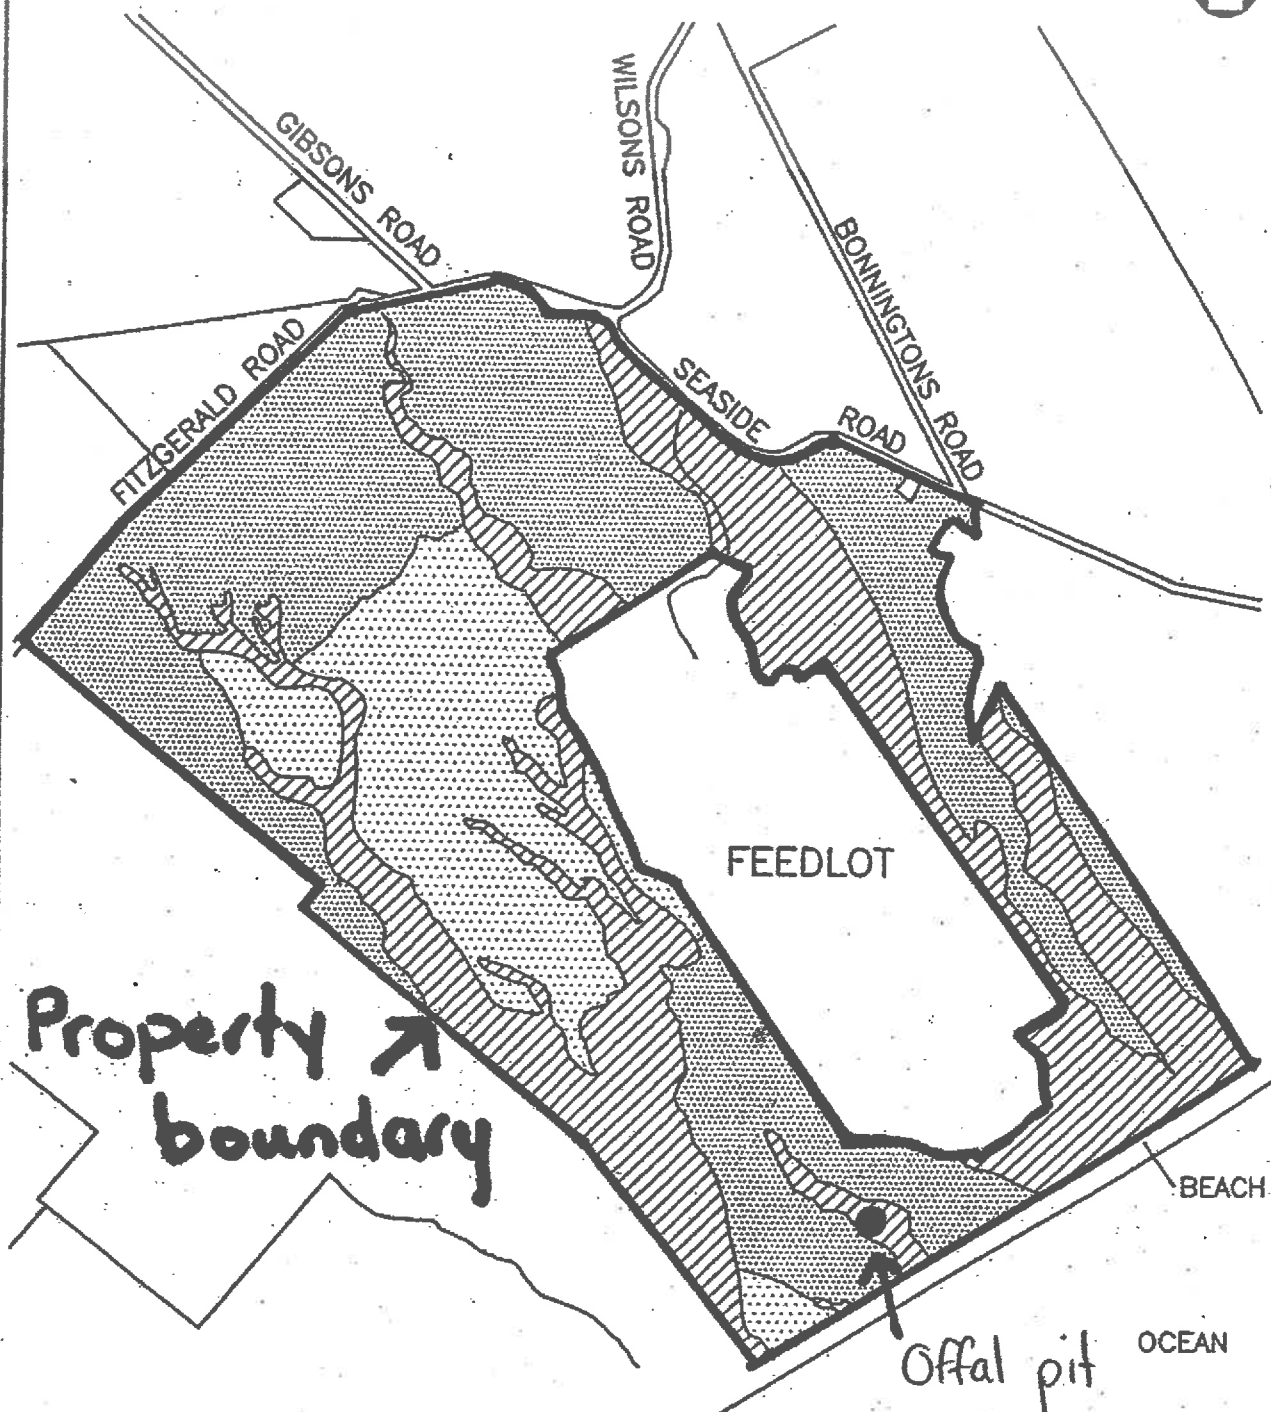 GIBSONS ROAD
WILSONS ROAD
BONNINGTONS ROAD
FITZGERALD ROAD
SEASIDE ROAD
FEEDLOT
Property
boundary
BEACH
OCEAN
Offal pit